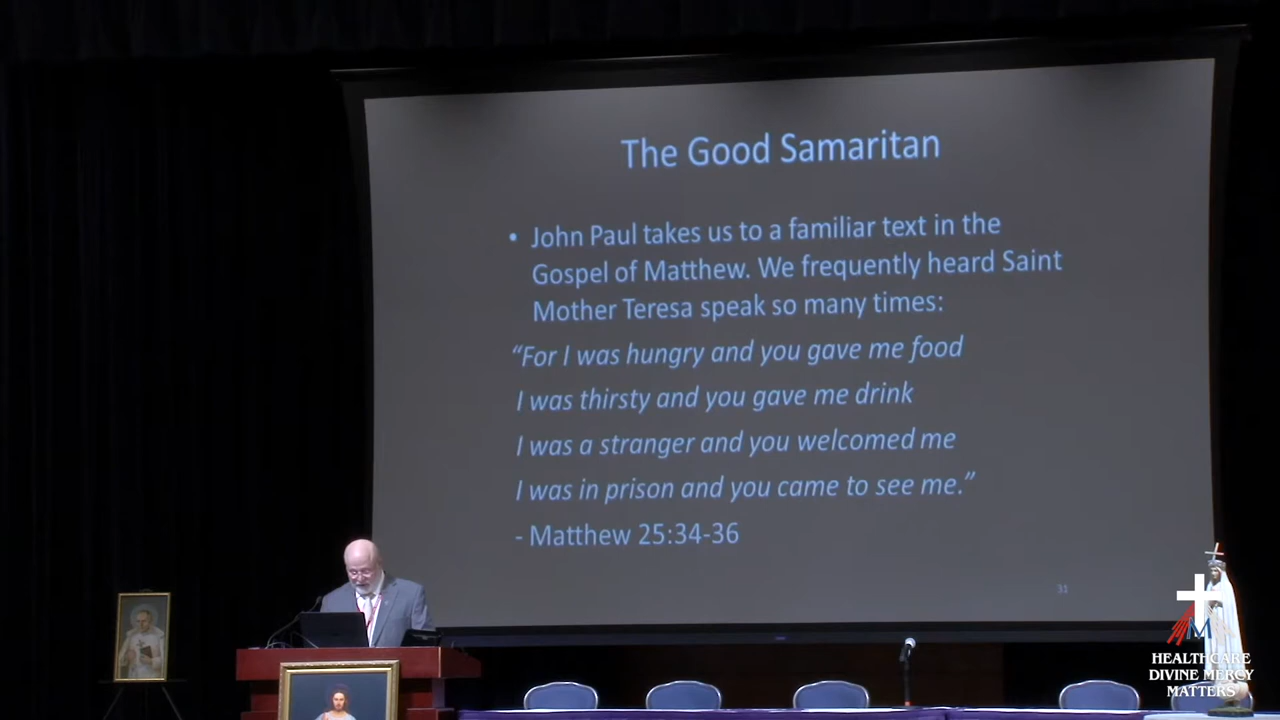 The Good Samaritan
• John Paul takes us to a familiar text in the
Gospel of Matthew. We frequently heard Saint
Mother Teresa speak so many times:
“For I was hungry and you gave me food
I was thirsty and you gave me drink
I was a stranger and you welcomed me
I was in prison and you came to see me.”
- Matthew 25:34-36
31
M
HEALTHCARE
DIVINE MERCY
MATTERS